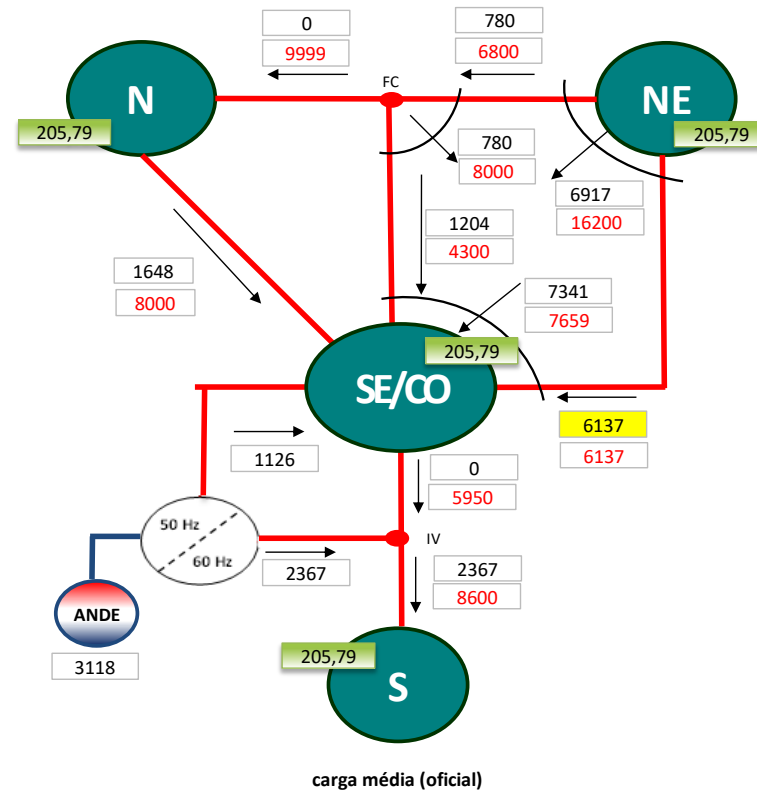 0
9999
780
6800
FC
N
NE
205,79
205,79
780
8000
6917
16200
1204
4300
1648
8000
7341
7659
205,79
SE/CO
6137
6137
1126
0
5950
50 Hz
60 Hz
IV
2367
2367
8600
ANDE
3118
205,79
S
carga média (oficial)